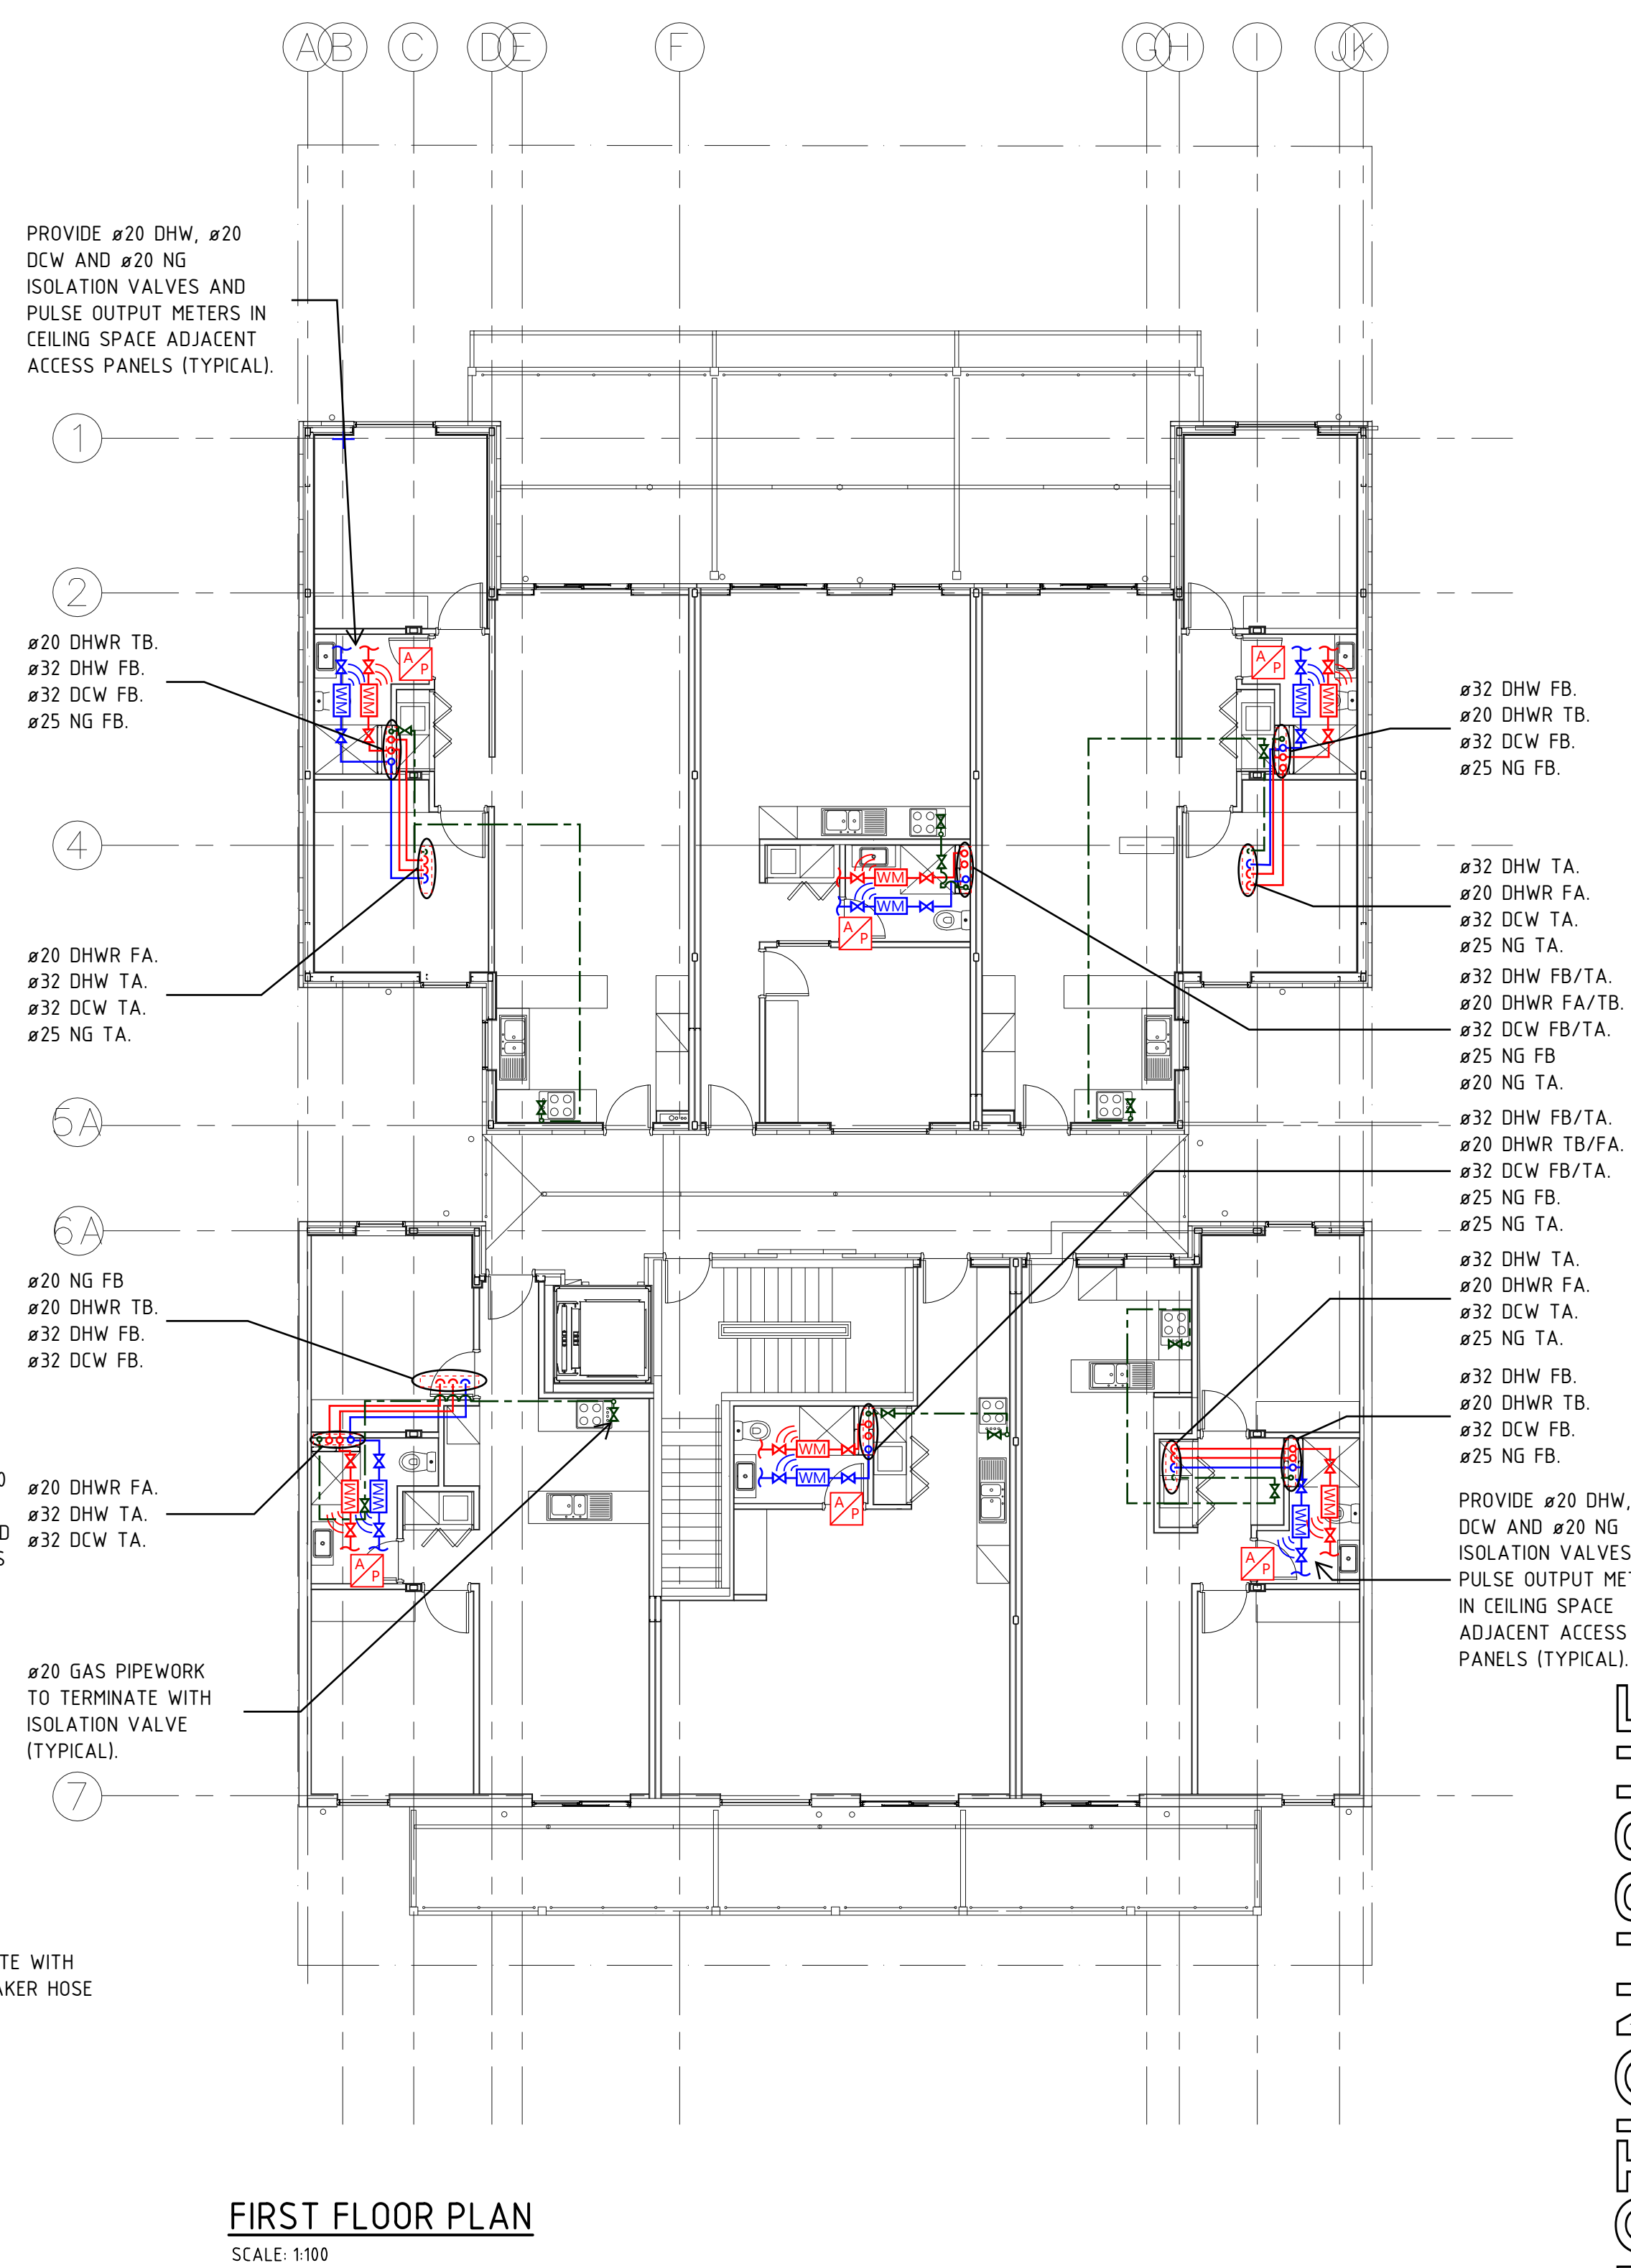 A B C D E F G H I J K
PROVIDE ø20 DHW, ø20
DCW AND ø20 NG
ISOLATION VALVES AND
PULSE OUTPUT METERS IN
CEILING SPACE ADJACENT
ACCESS PANELS (TYPICAL).
1
2
ø20 DHWR TB.
ø32 DHW FB.
ø32 DCW FB.
ø25 NG FB.
4
ø20 DHWR FA.
ø32 DHW TA.
ø32 DCW TA.
ø25 NG TA.
5A
6A
ø20 NG FB
ø20 DHWR TB.
ø32 DHW FB.
ø32 DCW FB.
ø20 DHWR FA.
ø32 DHW TA.
ø32 DCW TA.
ø20 GAS PIPEWORK
TO TERMINATE WITH
ISOLATION VALVE
(TYPICAL).
7
TE WITH
AKER HOSE
A/P
WM
WM
A/P
WM
WM
WM
WM
A/P
WM
WM
A/P
WM
WM
A/P
WM
WM
A/P
ø32 DHW FB.
ø20 DHWR TB.
ø32 DCW FB.
ø25 NG FB.
ø32 DHW TA.
ø20 DHWR FA.
ø32 DCW TA.
ø25 NG TA.
ø32 DHW FB/TA.
ø20 DHWR FA/TB.
ø32 DCW FB/TA.
ø25 NG FB
ø20 NG TA.
ø32 DHW FB/TA.
ø20 DHWR TB/FA.
ø32 DCW FB/TA.
ø25 NG FB.
ø25 NG TA.
ø32 DHW TA.
ø20 DHWR FA.
ø32 DCW TA.
ø25 NG TA.
ø32 DHW FB.
ø20 DHWR TB.
ø32 DCW FB.
ø25 NG FB.
PROVIDE ø20 DHW,
DCW AND ø20 NG
ISOLATION VALVES
PULSE OUTPUT MET
IN CEILING SPACE
ADJACENT ACCESS
PANELS (TYPICAL).
FIRST FLOOR PLAN
SCALE: 1:100